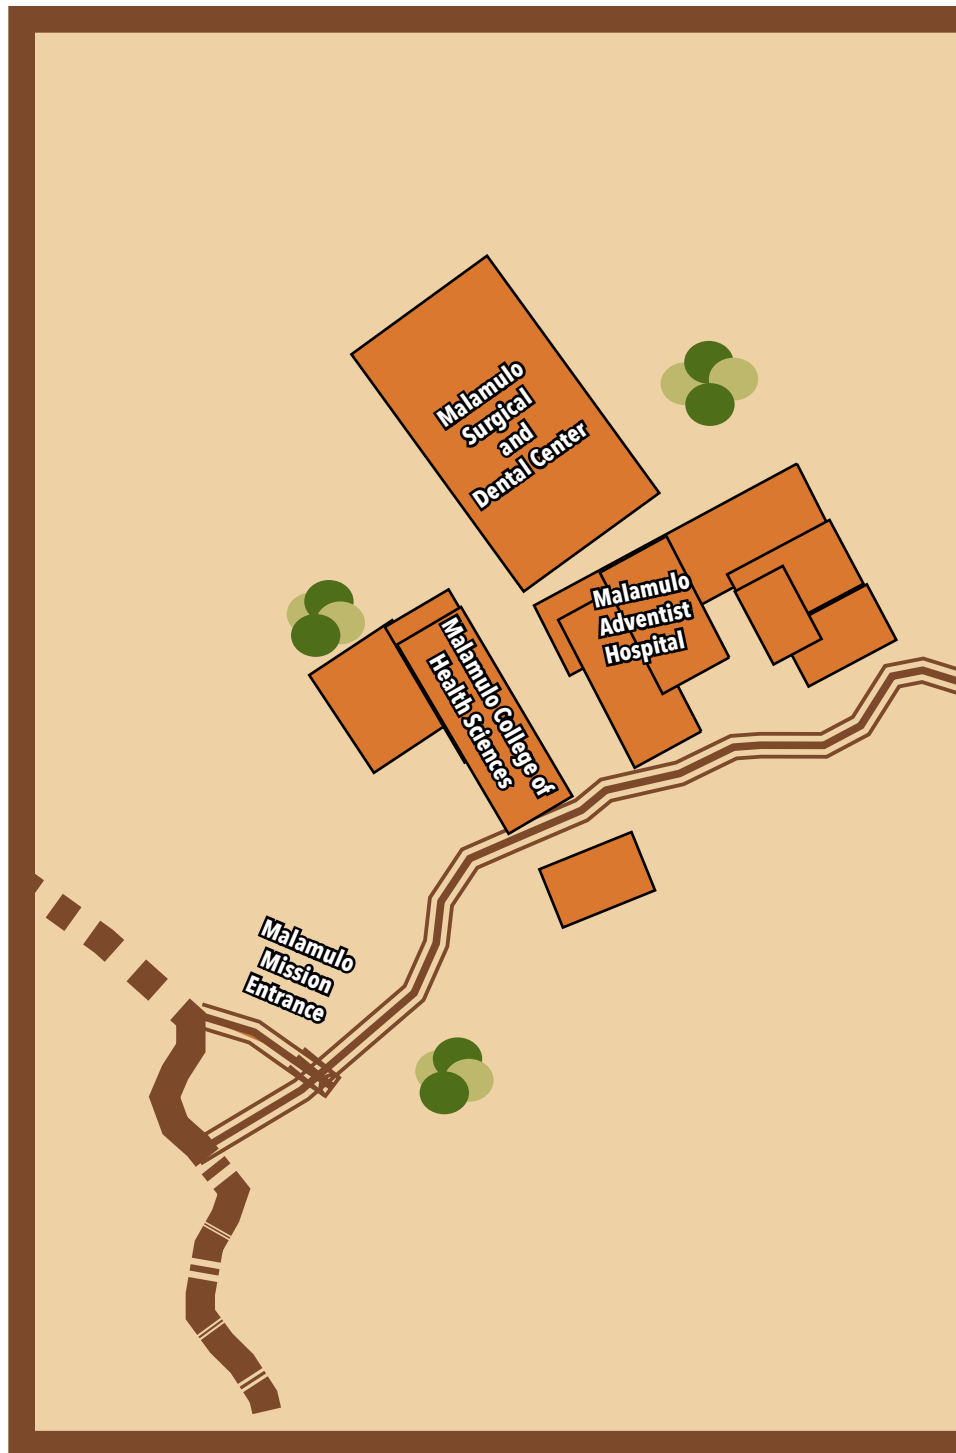 Malamulo
Surgical
and
Dental Center
Malamulo
Adventist
Hospital
Malamulo College of
Health Sciences
Malamulo
Mission
Entrance